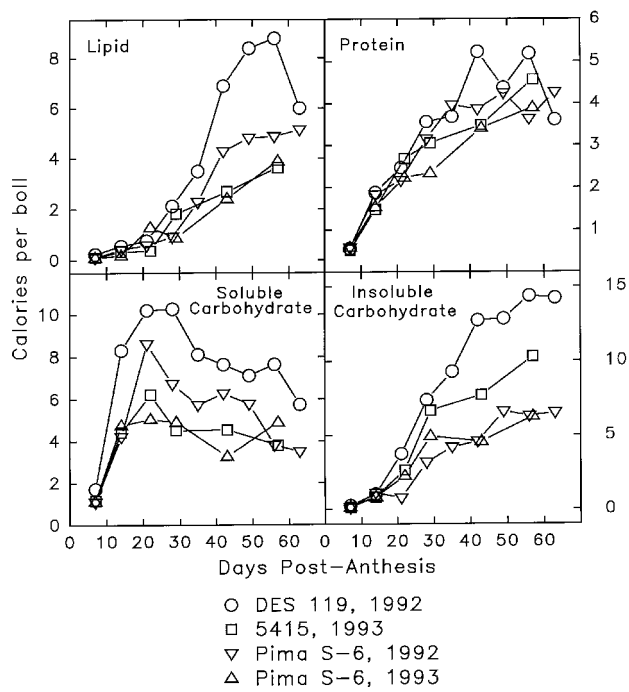 Lipid
Protein
8
6
4
2
0
6
5
4
3
2
1
Calories per boll
Soluble
Carbohydrate
Insoluble
Carbohydrate
10
8
6
4
2
0
15
10
5
0
0 10 20 30 40 50 60 0 10 20 30 40 50 60
Days Post-Anthesis
DES 119, 1992
5415, 1993
Pima S-6, 1992
Pima S-6, 1993